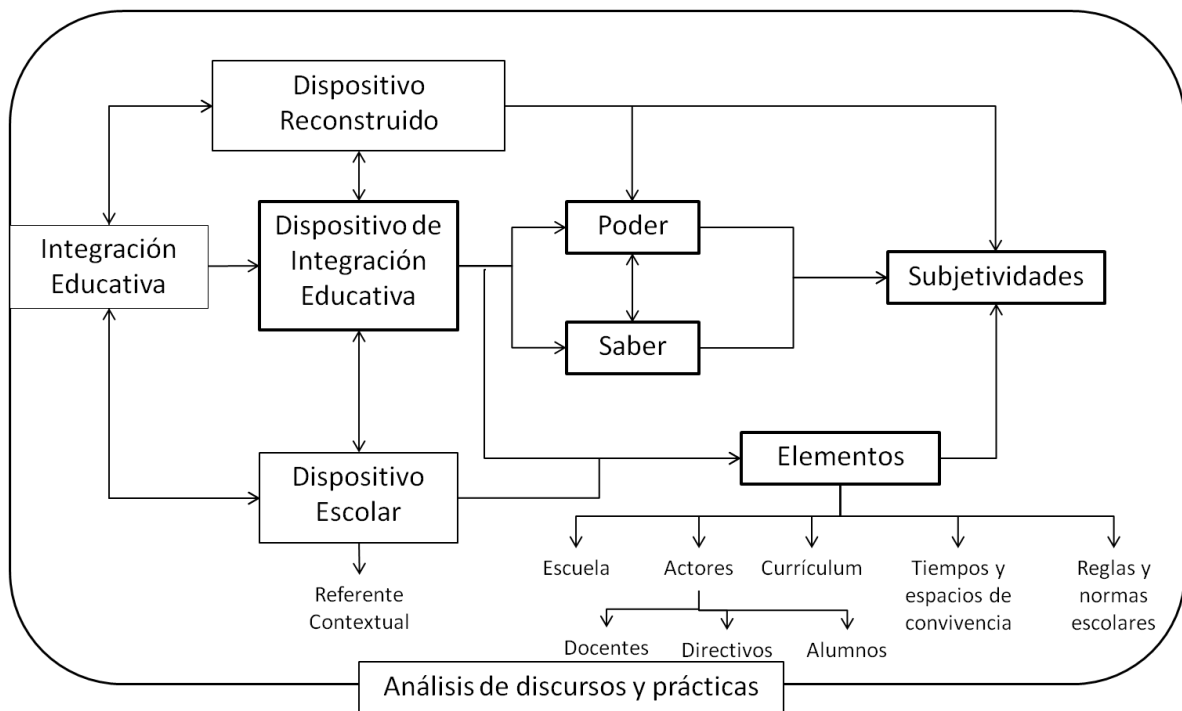 Dispositivo
Reconstruido
Integración
Educativa
Dispositivo de
Integración
Educativa
Poder
Saber
Subjetividades
Dispositivo
Escolar
Elementos
Referente
Contextual
Escuela
Actores
Currículum
Tiempos y
espacios de
convivencia
Reglas y
normas
escolares
Docentes
Directivos
Alumnos
Análisis de discursos y prácticas